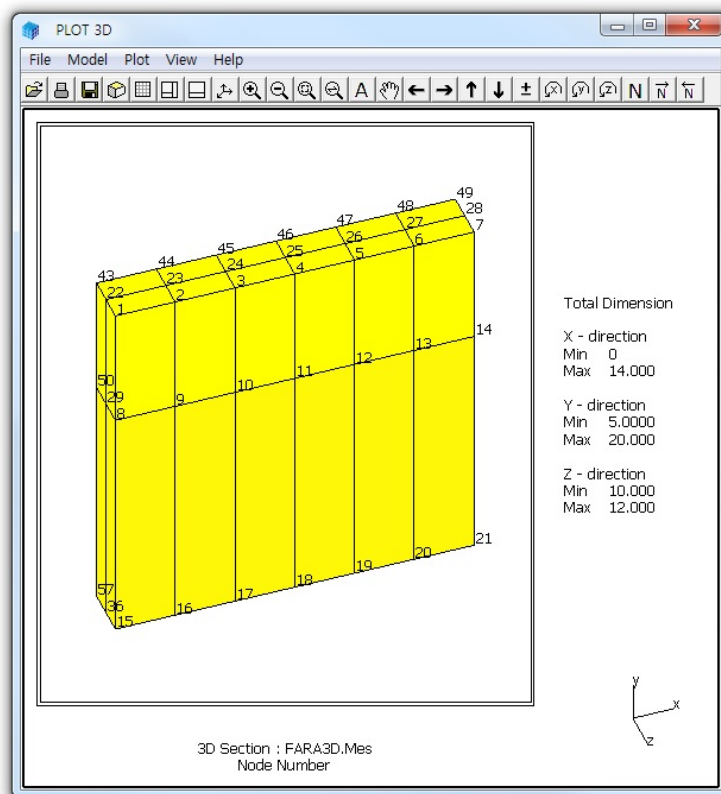 PLOT 3D
File Model Plot View Help
A N N N
49
48
28
47
27
7
46
26
6
45
25
5
44
24
4
43
23
3
22
2
1
14
13
12
11
50
10
29
9
8
21
20
19
18
57
17
36
16
15
Total Dimension
X - direction
Min 0
Max 14.000
Y - direction
Min 5.0000
Max 20.000
Z - direction
Min 10.000
Max 12.000
y
x
z
3D Section : FARA3D.Mes
Node Number